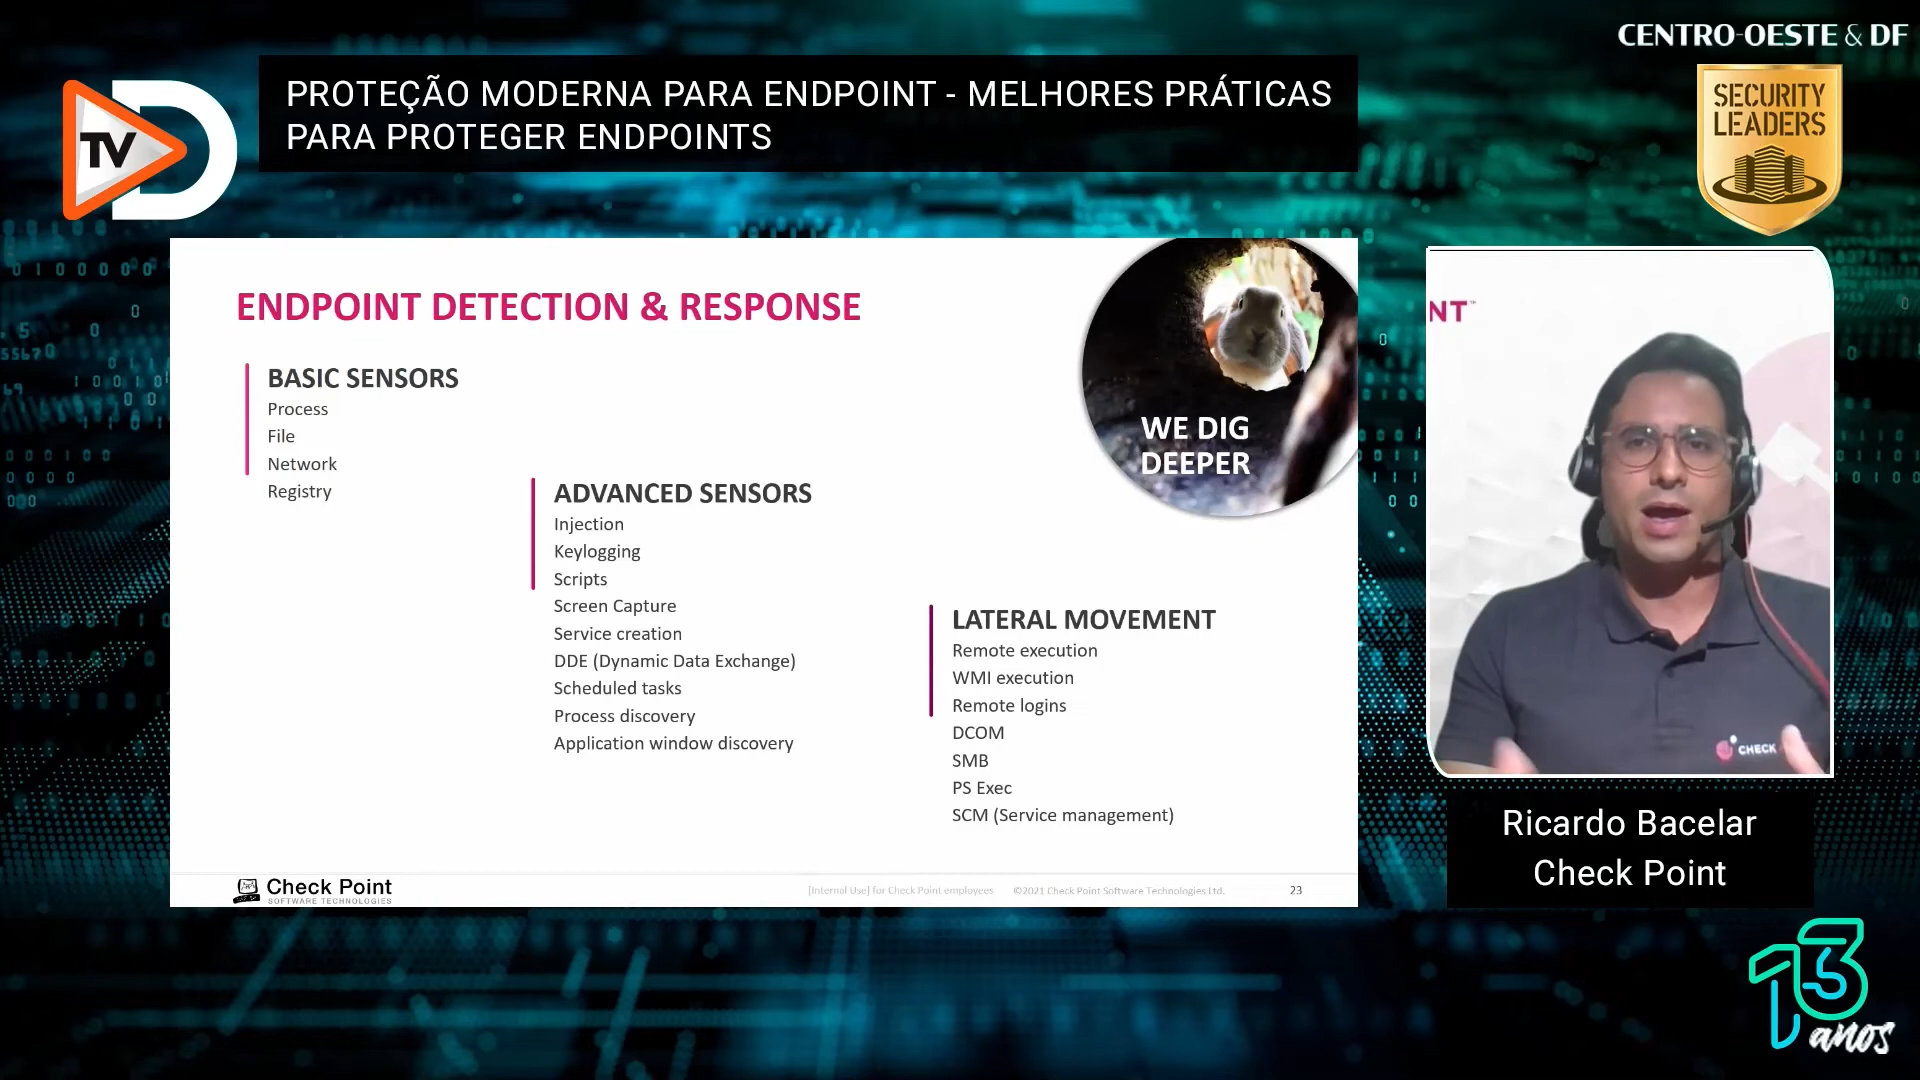 CENTRO-OESTE & DF
SECURITY
LEADERS
TV
PROTEÇÃO MODERNA PARA ENDPOINT - MELHORES PRÁTICAS
PARA PROTEGER ENDPOINTS
ENDPOINT DETECTION & RESPONSE
WE DIG
DEEPER
BASIC SENSORS
Process
File
Network
Registry
ADVANCED SENSORS
Injection
Keylogging
Scripts
Screen Capture
Service creation
DDE (Dynamic Data Exchange)
Scheduled tasks
Process discovery
Application window discovery
LATERAL MOVEMENT
Remote execution
WMI execution
Remote logins
DCOM
SMB
PS Exec
SCM (Service management)
Check Point
SOFTWARE TECHNOLOGIES
[Internal Use] for Check Point employees
©2021 Check Point Software Technologies Ltd.
23
NT™
CHECK
Ricardo Bacelar
Check Point
13
anos